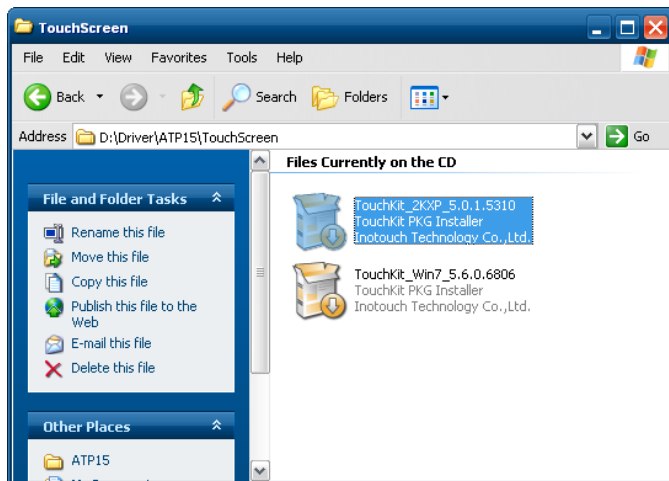 TouchScreen
File Edit View Favorites Tools Help
Back Search Folders
Address D:\Driver\ATP15\TouchScreen Go
Files Currently on the CD
File and Folder Tasks
Rename this file
Move this file
Copy this file
Publish this file to the
Web
E-mail this file
Delete this file
Other Places
ATP15
TouchKit_2KXP_5.0.1.5310
TouchKit PKG Installer
Inotouch Technology Co.,Ltd.
TouchKit_Win7_5.6.0.6806
TouchKit PKG Installer
Inotouch Technology Co.,Ltd.